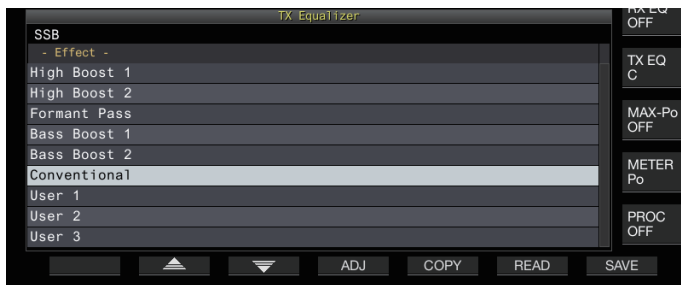 TX Equalizer
SSB
- Effect -
High Boost 1
High Boost 2
Formant Pass
Bass Boost 1
Bass Boost 2
Conventional
User 1
User 2
User 3
RX EQ
OFF
TX EQ
C
MAX-Po
OFF
METER
Po
PROC
OFF
ADJ
COPY
READ
SAVE